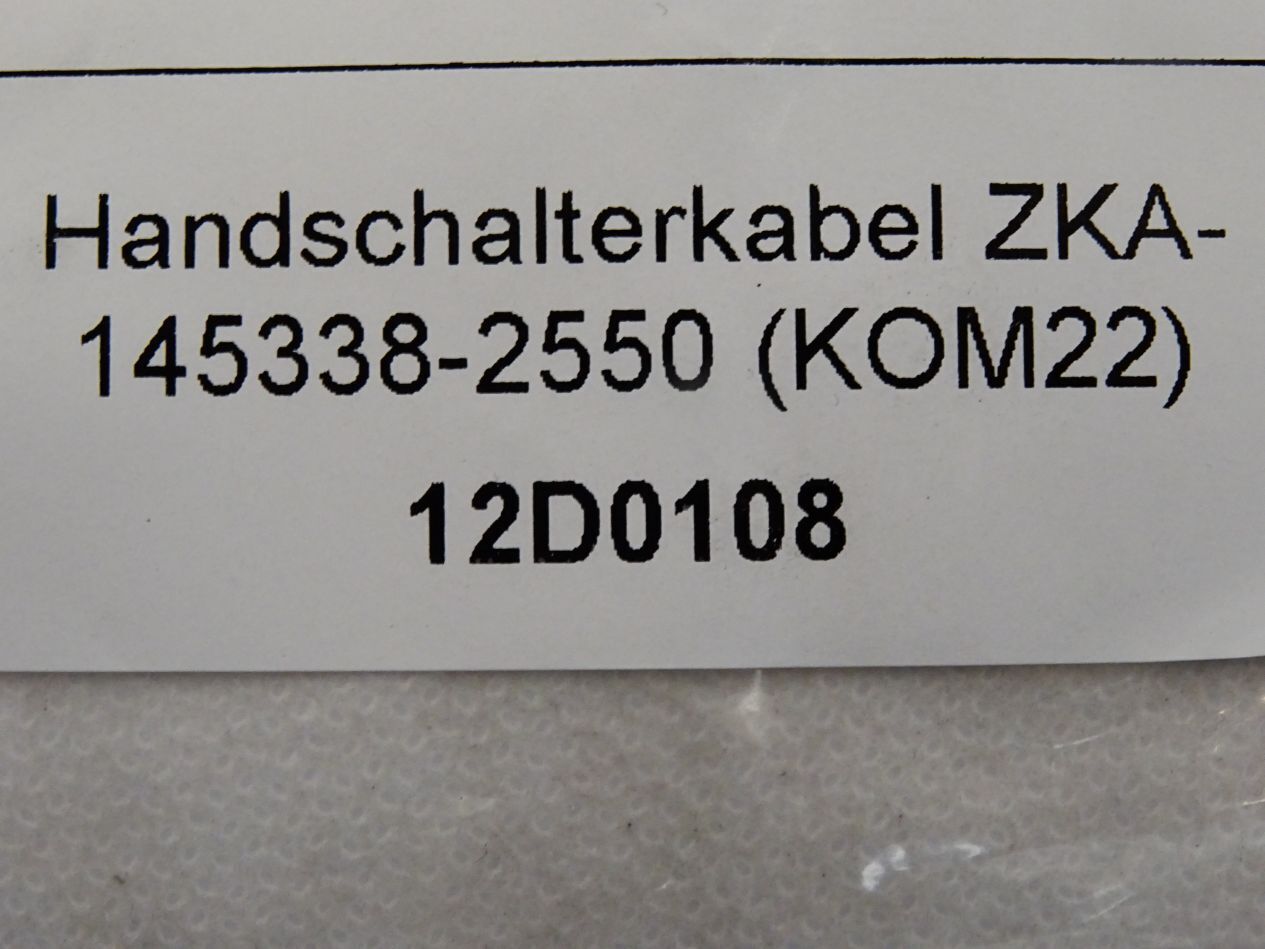 Handschalterkabel ZKA-
145338-2550 (KOM22)
12D0108